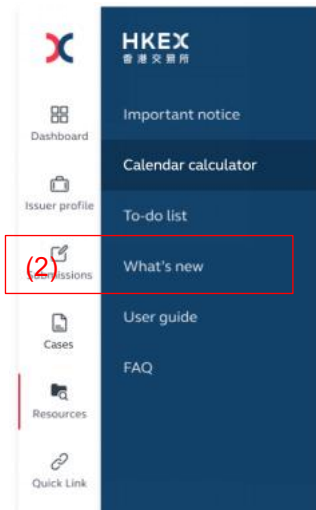 HKEX
香港交易所
Dashboard
Issuer profile
(2)
Submissions
Cases
Resources
Quick Link
Important notice
Calendar calculator
To-do list
What's new
User guide
FAQ